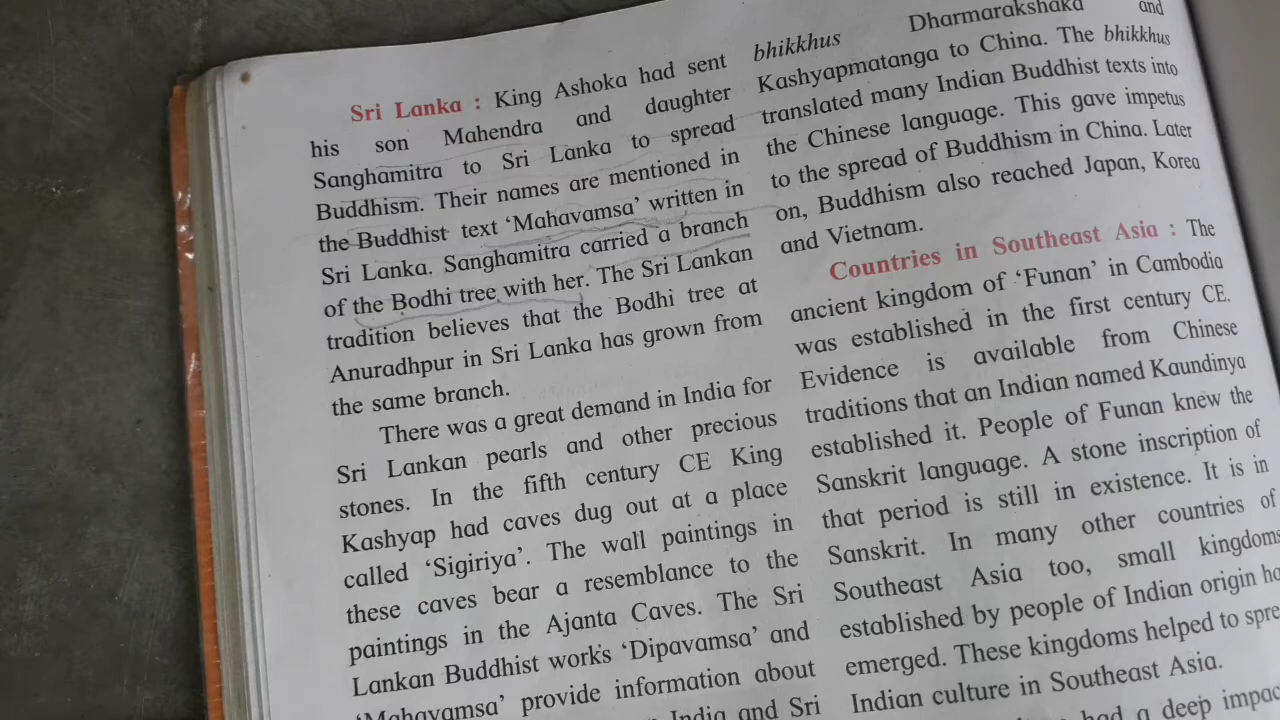 Sri Lanka : King Ashoka had sent
his son Mahendra and daughter
Sanghamitra to Sri Lanka to spread
Buddhism. Their names are mentioned in
the Buddhist text ‘Mahavamsa’ written in
Sri Lanka. Sanghamitra carried a branch
of the Bodhi tree with her. The Sri Lankan
tradition believes that the Bodhi tree at
Anuradhpur in Sri Lanka has grown from
the same branch.
There was a great demand in India for
Sri Lankan pearls and other precious
stones. In the fifth century CE King
Kashyap had caves dug out at a place
called ‘Sigiriya’. The wall paintings in
these caves bear a resemblance to the
paintings in the Ajanta Caves. The Sri
Lankan Buddhist works ‘Dipavamsa’ and
‘Mahavamsa’ provide information about
India and Sri
bhikkhus Dharmarakshaka and
Kashyapmatanga to China. The bhikkhus
translated many Indian Buddhist texts into
the Chinese language. This gave impetus
to the spread of Buddhism in China. Later
on, Buddhism also reached Japan, Korea
and Vietnam.
Countries in Southeast Asia : The
ancient kingdom of ‘Funan’ in Cambodia
was established in the first century CE.
Evidence is available from Chinese
traditions that an Indian named Kaundinya
established it. People of Funan knew the
Sanskrit language. A stone inscription of
that period is still in existence. It is in
Sanskrit. In many other countries of
Southeast Asia too, small kingdoms
established by people of Indian origin
emerged. These kingdoms helped to
Indian culture in Southeast Asia.
had a deep